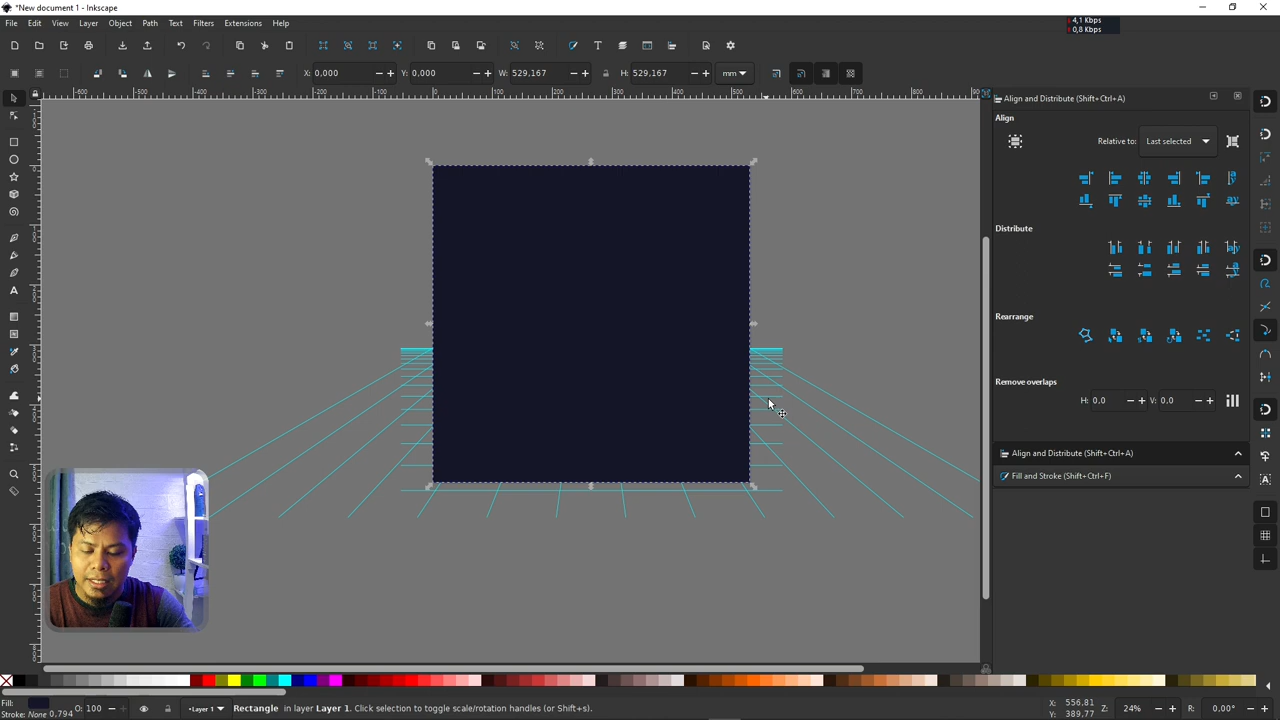 *New document 1 - Inkscape
File Edit View Layer Object Path Text Filters Extensions Help
4,1 Kbps
0,8 Kbps
X: 0,000 Y: 0,000 W: 529,167 H: 529,167 mm
Align and Distribute (Shift+Ctrl+A)
Align
Relative to: Last selected
Distribute
Rearrange
Remove overlaps
H: 0.0 V: 0.0
Align and Distribute (Shift+Ctrl+A)
Fill and Stroke (Shift+Ctrl+F)
Fill:
Stroke: None 0,794
O: 100
Layer 1
Rectangle in layer Layer 1. Click selection to toggle scale/rotation handles (or Shift+s).
X: 556,81
Y: 389,77
Z: 24%
R: 0,00°